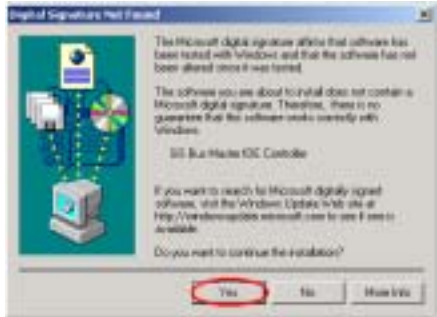 Digital Signature Not Found
The Microsoft digital signature affirms that software has
been tested with Windows and that the software has not
been altered since it was tested.
The software you are about to install does not contain a
Microsoft digital signature. Therefore, there is no
guarantee that this software works correctly with
Windows.
SiS Bus Master IDE Controller
If you want to search for Microsoft digitally signed
software, visit the Windows Update Web site at
http://windowsupdate.microsoft.com to see if one is
available.
Do you want to continue the installation?
Yes
No
More Info